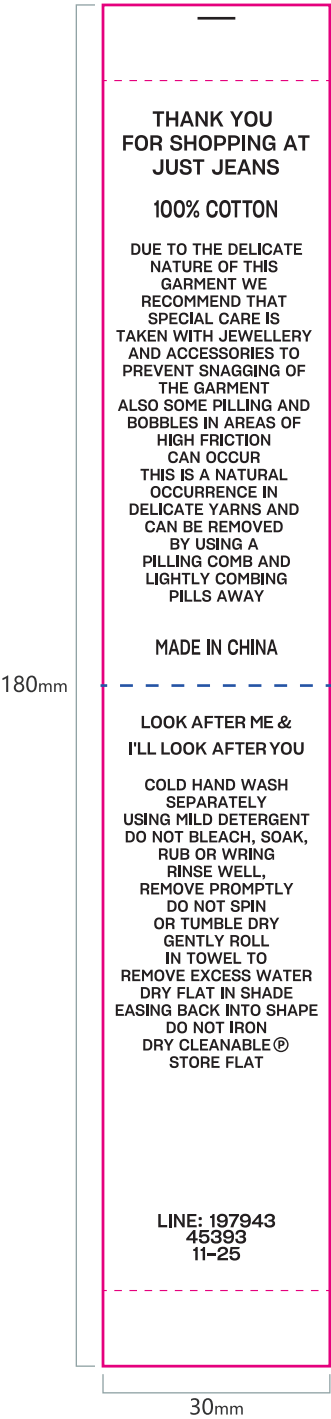 THANK YOU
FOR SHOPPING AT
JUST JEANS
100% COTTON
DUE TO THE DELICATE
NATURE OF THIS
GARMENT WE
RECOMMEND THAT
SPECIAL CARE IS
TAKEN WITH JEWELLERY
AND ACCESSORIES TO
PREVENT SNAGGING OF
THE GARMENT
ALSO SOME PILLING AND
BOBBLES IN AREAS OF
HIGH FRICTION
CAN OCCUR
THIS IS A NATURAL
OCCURRENCE IN
DELICATE YARNS AND
CAN BE REMOVED
BY USING A
PILLING COMB AND
LIGHTLY COMBING
PILLS AWAY
MADE IN CHINA
180mm
LOOK AFTER ME &
I'LL LOOK AFTER YOU
COLD HAND WASH
SEPARATELY
USING MILD DETERGENT
DO NOT BLEACH, SOAK,
RUB OR WRING
RINSE WELL,
REMOVE PROMPTLY
DO NOT SPIN
OR TUMBLE DRY
GENTLY ROLL
IN TOWEL TO
REMOVE EXCESS WATER
DRY FLAT IN SHADE
EASING BACK INTO SHAPE
DO NOT IRON
DRY CLEANABLE Ⓟ
STORE FLAT
LINE: 197943
45393
11-25
30mm